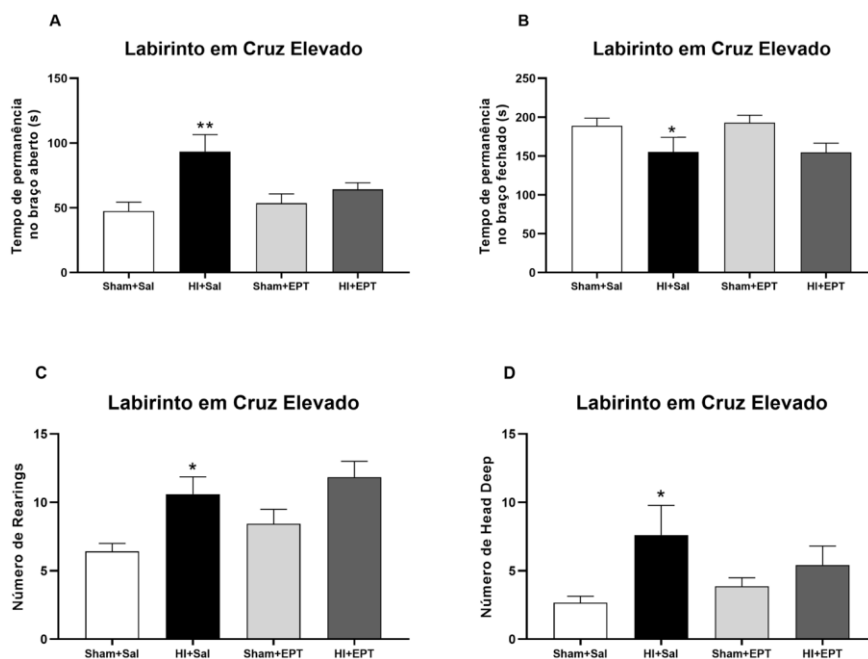 A
Labirinto em Cruz Elevado
Tempo de permanência
no braço aberto (s)
150
100
50
0
**
Sham+Sal HI+Sal Sham+EPT HI+EPT
B
Labirinto em Cruz Elevado
Tempo de permanência
no braço fechado (s)
250
200
150
100
50
0
*
Sham+Sal HI+Sal Sham+EPT HI+EPT
C
Labirinto em Cruz Elevado
Número de Rearings
15
10
5
0
*
Sham+Sal HI+Sal Sham+EPT HI+EPT
D
Labirinto em Cruz Elevado
Número de Head Deep
15
10
5
0
*
Sham+Sal HI+Sal Sham+EPT HI+EPT